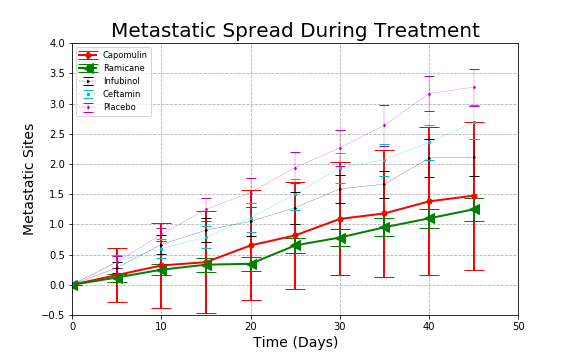 Metastatic Spread During Treatment
Capomulin
Ramicane
Infubinol
Ceftamin
Placebo
Metastatic Sites
4.0
3.5
3.0
2.5
2.0
1.5
1.0
0.5
0.0
−0.5
0
10
20
30
40
50
Time (Days)